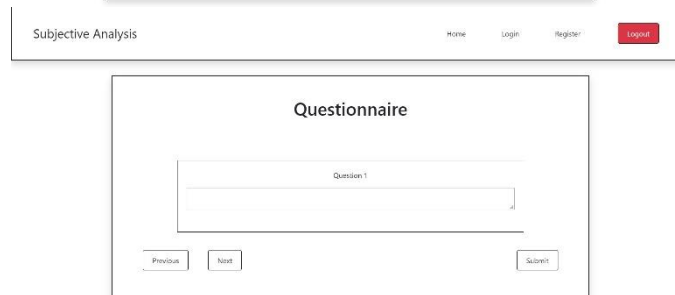 Subjective Analysis Home Login Register Logout
Questionnaire
Question 1
Previous Next Submit